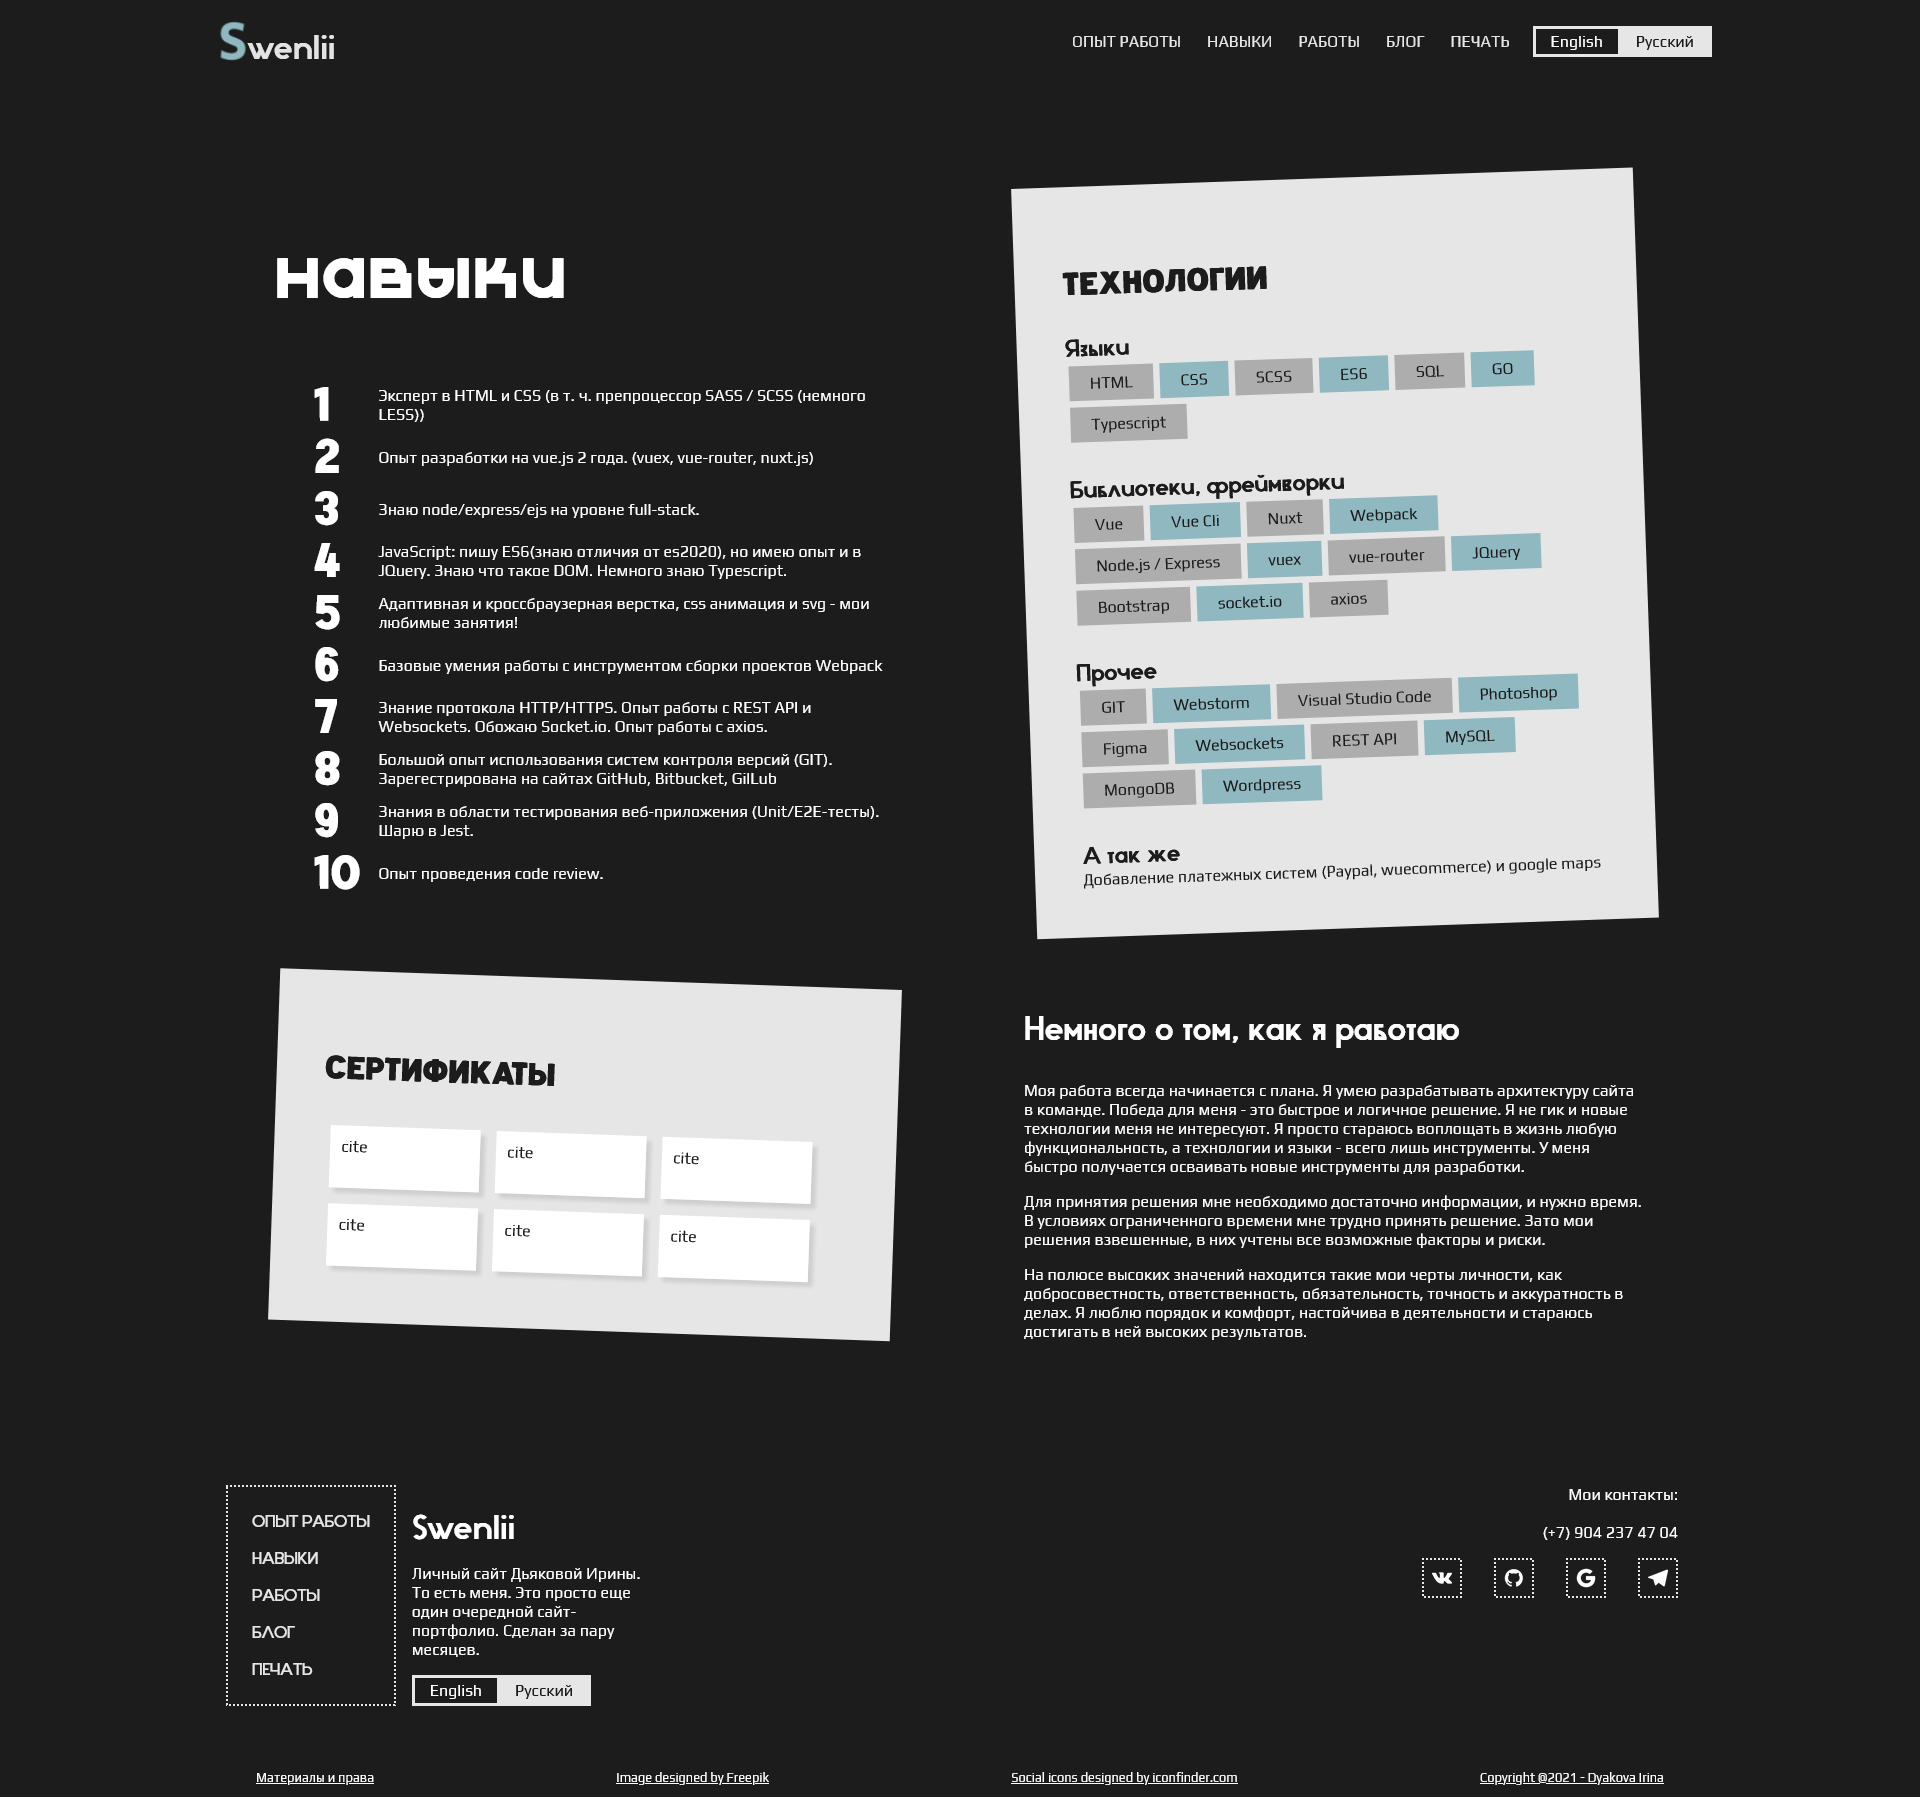 Swenlii
ОПЫТ РАБОТЫ
НАВЫКИ
РАБОТЫ
БЛОГ
ПЕЧАТЬ
English
Русский
Навыки
1
Эксперт в HTML и CSS (в т. ч. препроцессор SASS / SCSS (немного
LESS))
2
Опыт разработки на vue.js 2 года. (vuex, vue-router, nuxt.js)
3
Знаю node/express/ejs на уровне full-stack.
4
JavaScript: пишу ES6(знаю отличия от es2020), но имею опыт и в
JQuery. Знаю что такое DOM. Немного знаю Typescript.
5
Адаптивная и кроссбраузерная верстка, css анимация и svg - мои
любимые занятия!
6
Базовые умения работы с инструментом сборки проектов Webpack
7
Знание протокола HTTP/HTTPS. Опыт работы с REST API и
Websockets. Обожаю Socket.io. Опыт работы с axios.
8
Большой опыт использования систем контроля версий (GIT).
Зарегестрирована на сайтах GitHub, Bitbucket, GilLub
9
Знания в области тестирования веб-приложения (Unit/E2E-тесты).
Шарю в Jest.
10
Опыт проведения code review.
ТЕХНОЛОГИИ
Языки
HTML
CSS
SCSS
ES6
SQL
GO
Typescript
Библиотеки, фреймворки
Vue
Vue Cli
Nuxt
Webpack
Node.js / Express
vuex
vue-router
JQuery
Bootstrap
socket.io
axios
Прочее
GIT
Webstorm
Visual Studio Code
Photoshop
Figma
Websockets
REST API
MySQL
MongoDB
Wordpress
А так же
Добавление платежных систем (Paypal, wuecommerce) и google maps
СЕРТИФИКАТЫ
cite
cite
cite
cite
cite
cite
Немного о том, как я работаю
Моя работа всегда начинается с плана. Я умею разрабатывать архитектуру сайта
в команде. Победа для меня - это быстрое и логичное решение. Я не гик и новые
технологии меня не интересуют. Я просто стараюсь воплощать в жизнь любую
функциональность, а технологии и языки - всего лишь инструменты. У меня
быстро получается осваивать новые инструменты для разработки.
Для принятия решения мне необходимо достаточно информации, и нужно время.
В условиях ограниченного времени мне трудно принять решение. Зато мои
решения взвешенные, в них учтены все возможные факторы и риски.
На полюсе высоких значений находится такие мои черты личности, как
добросовестность, ответственность, обязательность, точность и аккуратность в
делах. Я люблю порядок и комфорт, настойчива в деятельности и стараюсь
достигать в ней высоких результатов.
ОПЫТ РАБОТЫ
НАВЫКИ
РАБОТЫ
БЛОГ
ПЕЧАТЬ
Swenlii
Личный сайт Дьяковой Ирины.
То есть меня. Это просто еще
один очередной сайт-
портфолио. Сделан за пару
месяцев.
English
Русский
Мои контакты:
(+7) 904 237 47 04
Материалы и права
Image designed by Freepik
Social icons designed by iconfinder.com
Copyright @2021 - Dyakova Irina